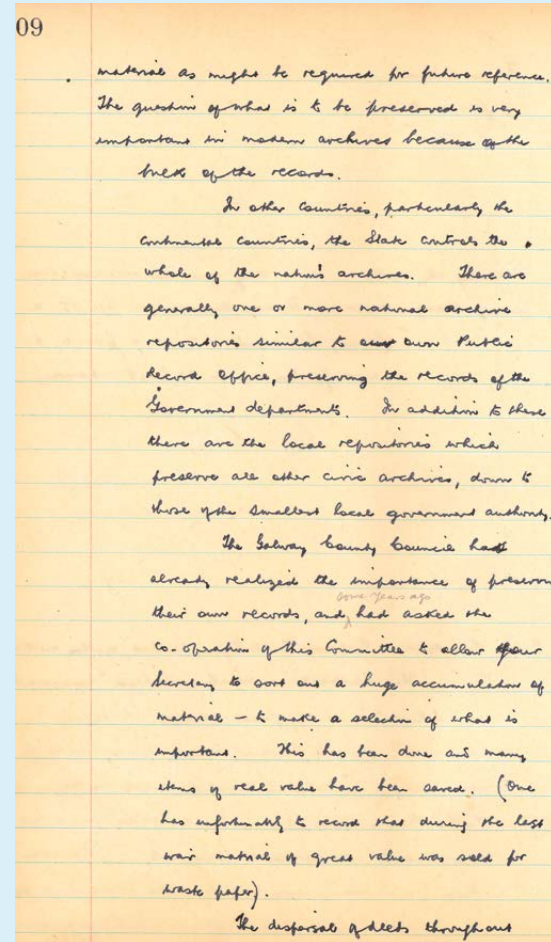 09
material as might be required for future reference.
The question of what is to be preserved is very
important in modern archives because of the
bulk of the records.
In other countries, particularly the
continental countries, the State controls the
whole of the nation's archives. There are
generally one or more national archive
repositories similar to our own Public
Record Office, preserving the records of the
Government departments. In addition to these
there are the local repositories which
preserve all other civic archives, down to
those of the smallest local government authority.
The Galway County Council had
already realized the importance of preservin
some years ago
their own records, and had asked the
co-operation of this Committee to allow your
Secretary to sort out a huge accumulation of
material – to make a selection of what is
important. This has been done and many
items of real value have been saved. (One
has unfortunately to record that during the last
war material of great value was sold for
waste paper).
The dispersal of deeds throughout